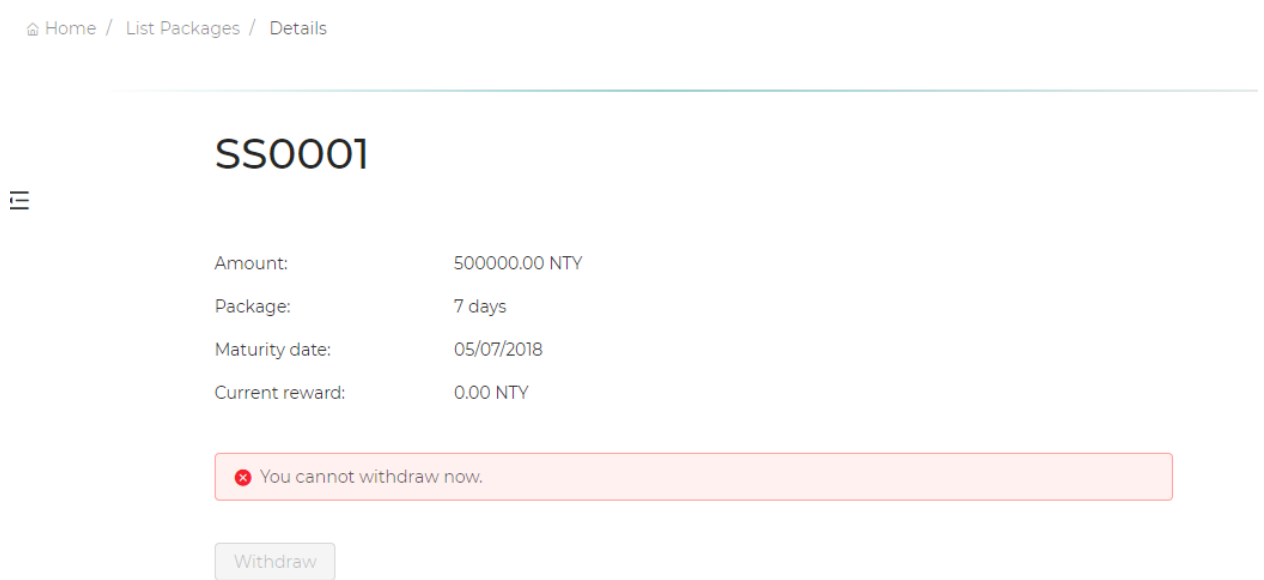 Home / List Packages / Details
SS0001
Amount: 500000.00 NTY
Package: 7 days
Maturity date: 05/07/2018
Current reward: 0.00 NTY
You cannot withdraw now.
Withdraw